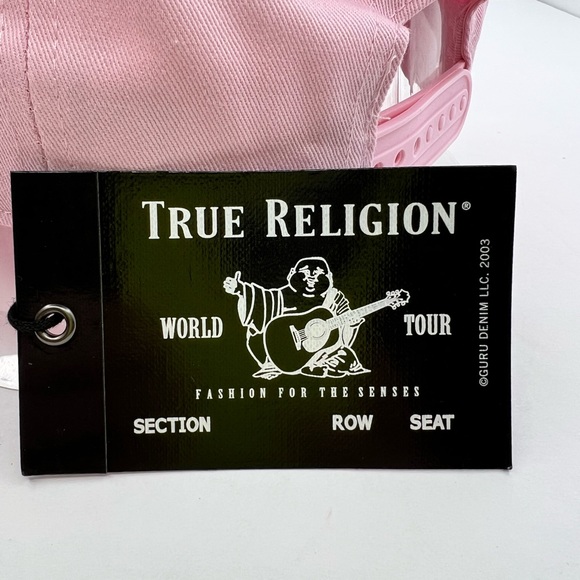 TRUE RELIGION®
WORLD TOUR
FASHION FOR THE SENSES
SECTION ROW SEAT
©GURU DENIM LLC. 2003